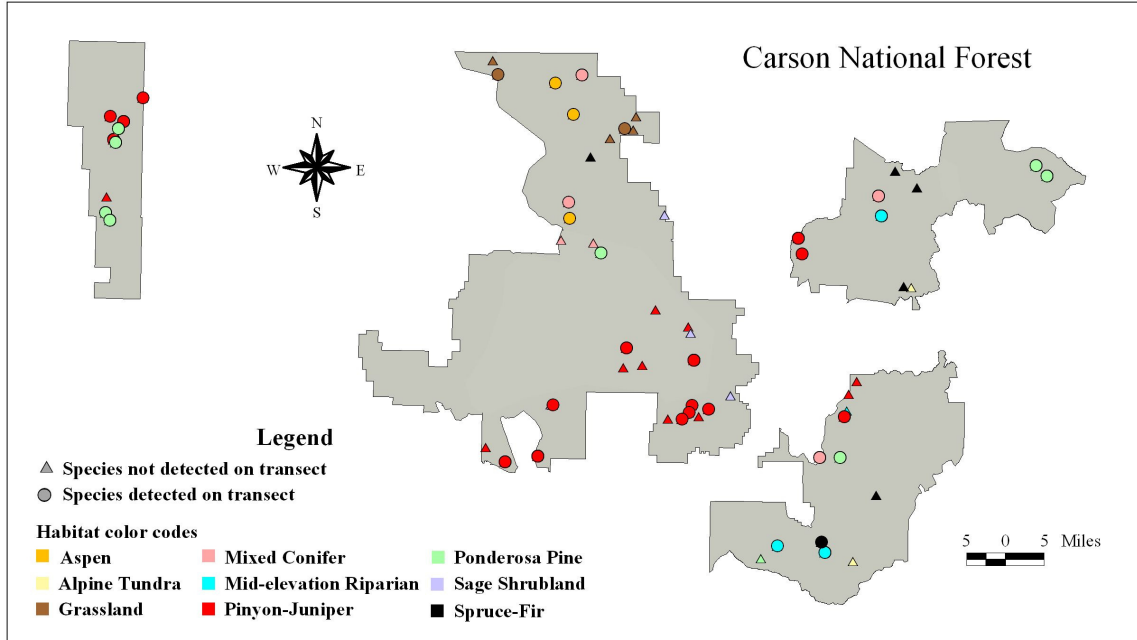 Carson National Forest
N
W E
S
Legend
Species not detected on transect
Species detected on transect
Habitat color codes
Aspen Mixed Conifer Ponderosa Pine
Alpine Tundra Mid-elevation Riparian Sage Shrubland
Grassland Pinyon-Juniper Spruce-Fir
5 0 5 Miles